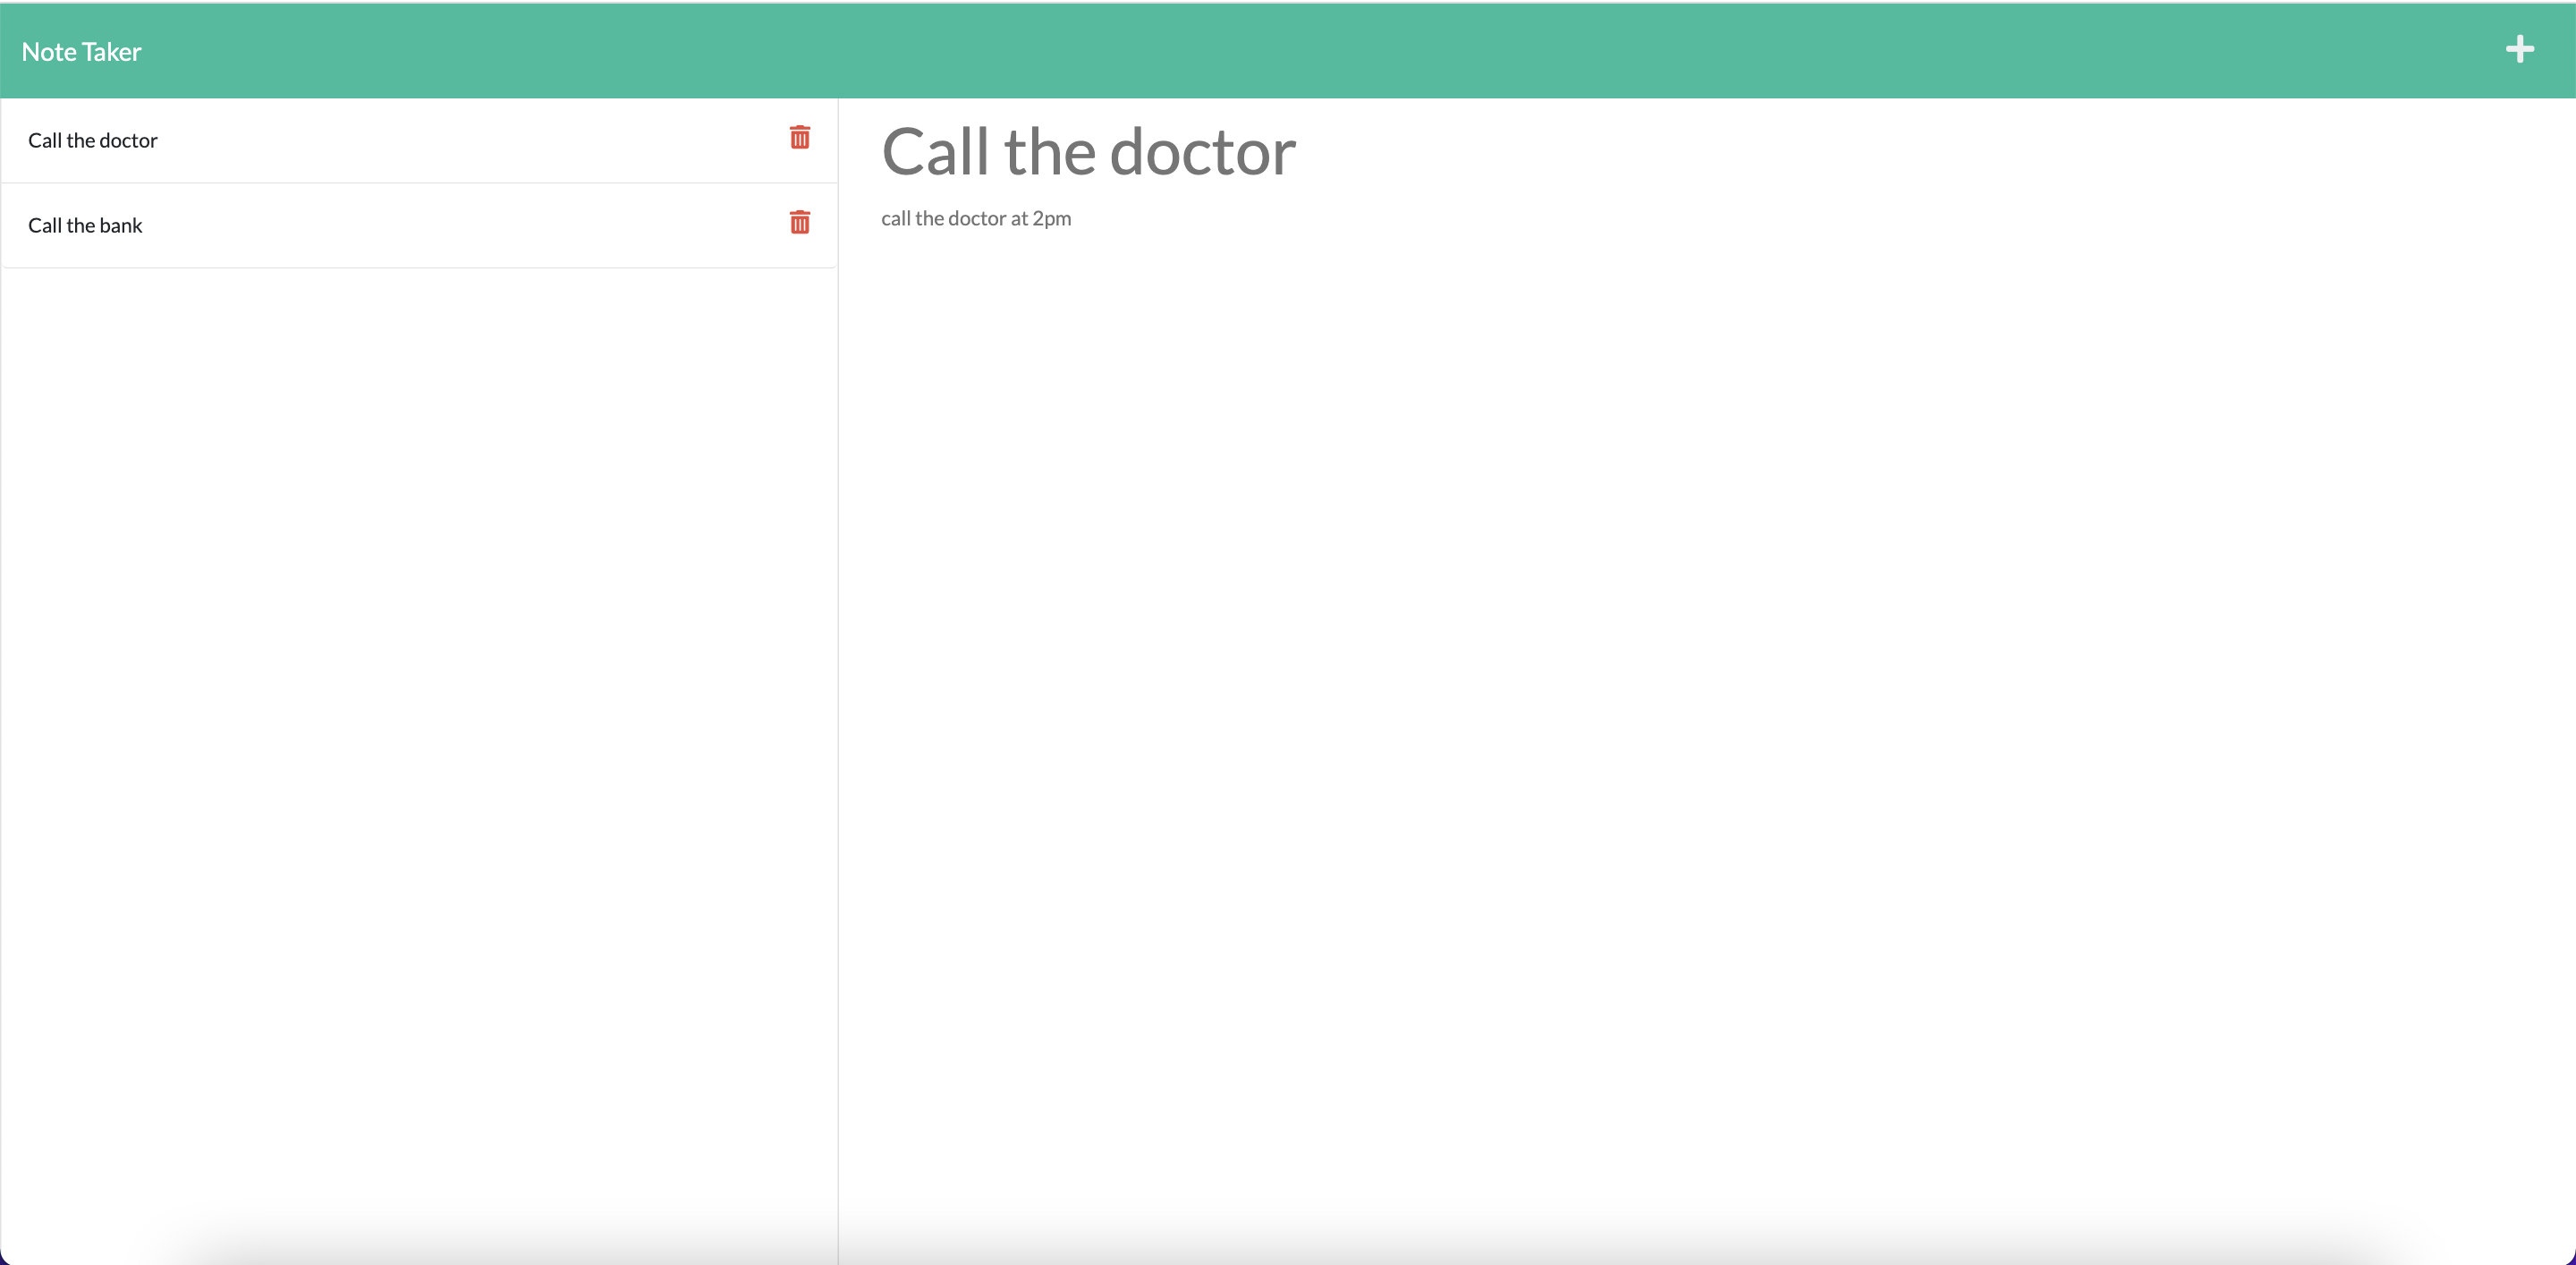 Note Taker
Call the doctor
Call the bank
Call the doctor
call the doctor at 2pm